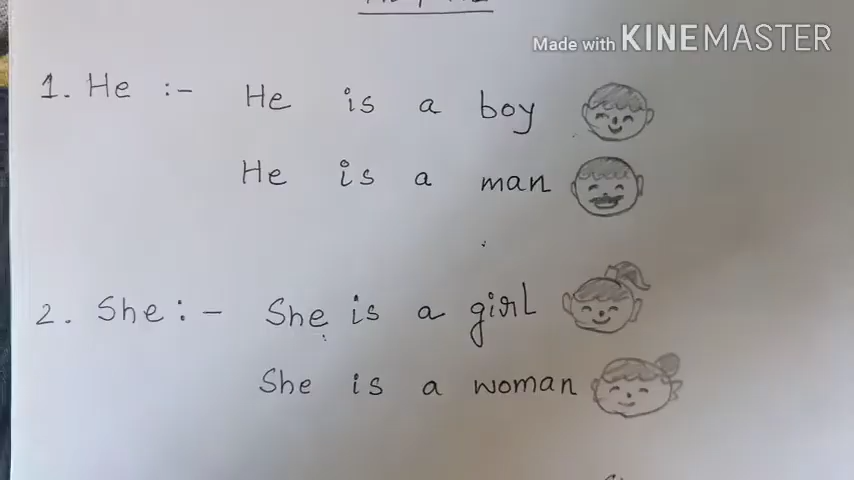 Made with KINEMASTER
1. He :- He is a boy
He is a man
2. She :- She is a girl
She is a woman